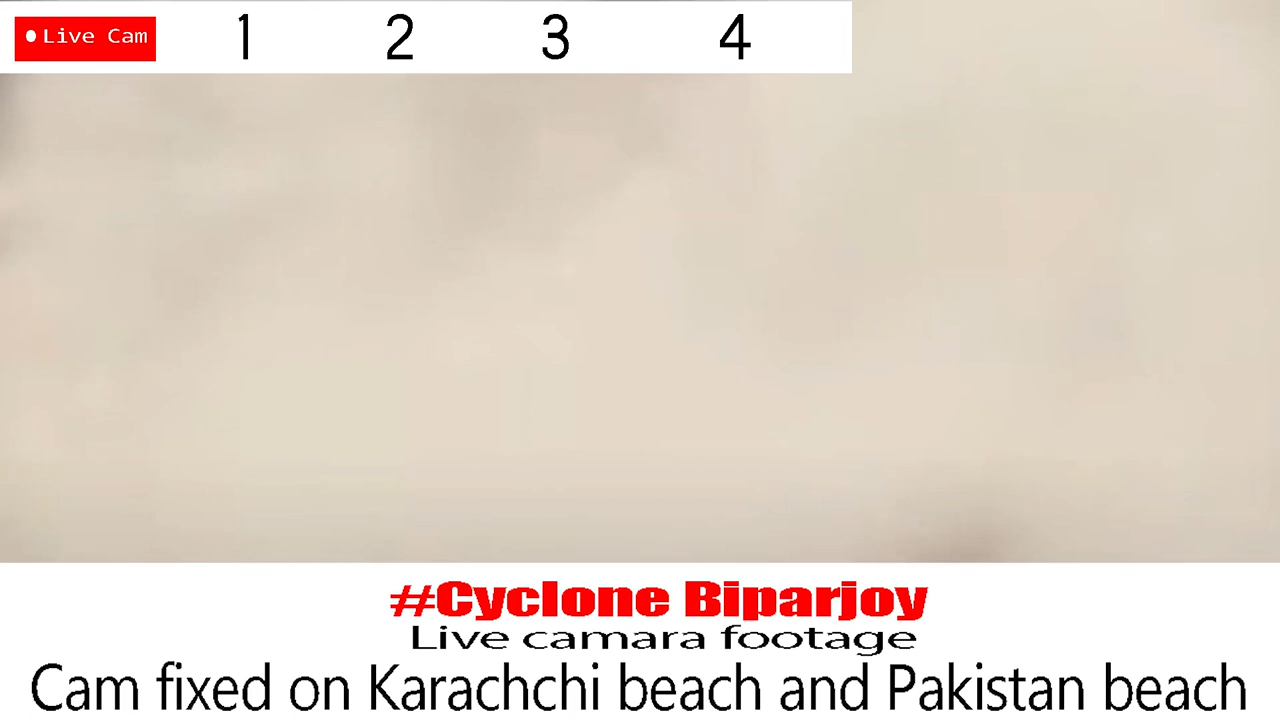 Live Cam 1 2 3 4
#Cyclone Biparjoy
Live camara footage
Cam fixed on Karachchi beach and Pakistan beach